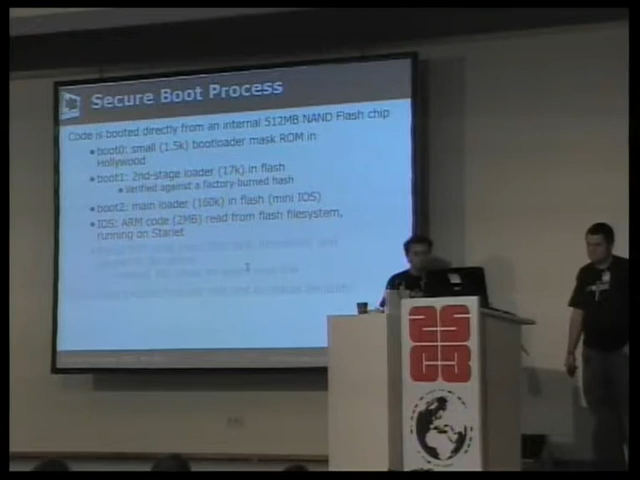 Secure Boot Process
Code is booted directly from an internal 512MB NAND Flash chip
boot0: small (1.5k) bootloader mask ROM in
Hollywood
boot1: 2nd-stage loader (17k) in flash
Verified against a factory-burned hash
boot2: main loader (160k) in flash (mini IOS)
IOS: ARM code (2MB) read from flash filesystem,
running on Starlet
25
C3